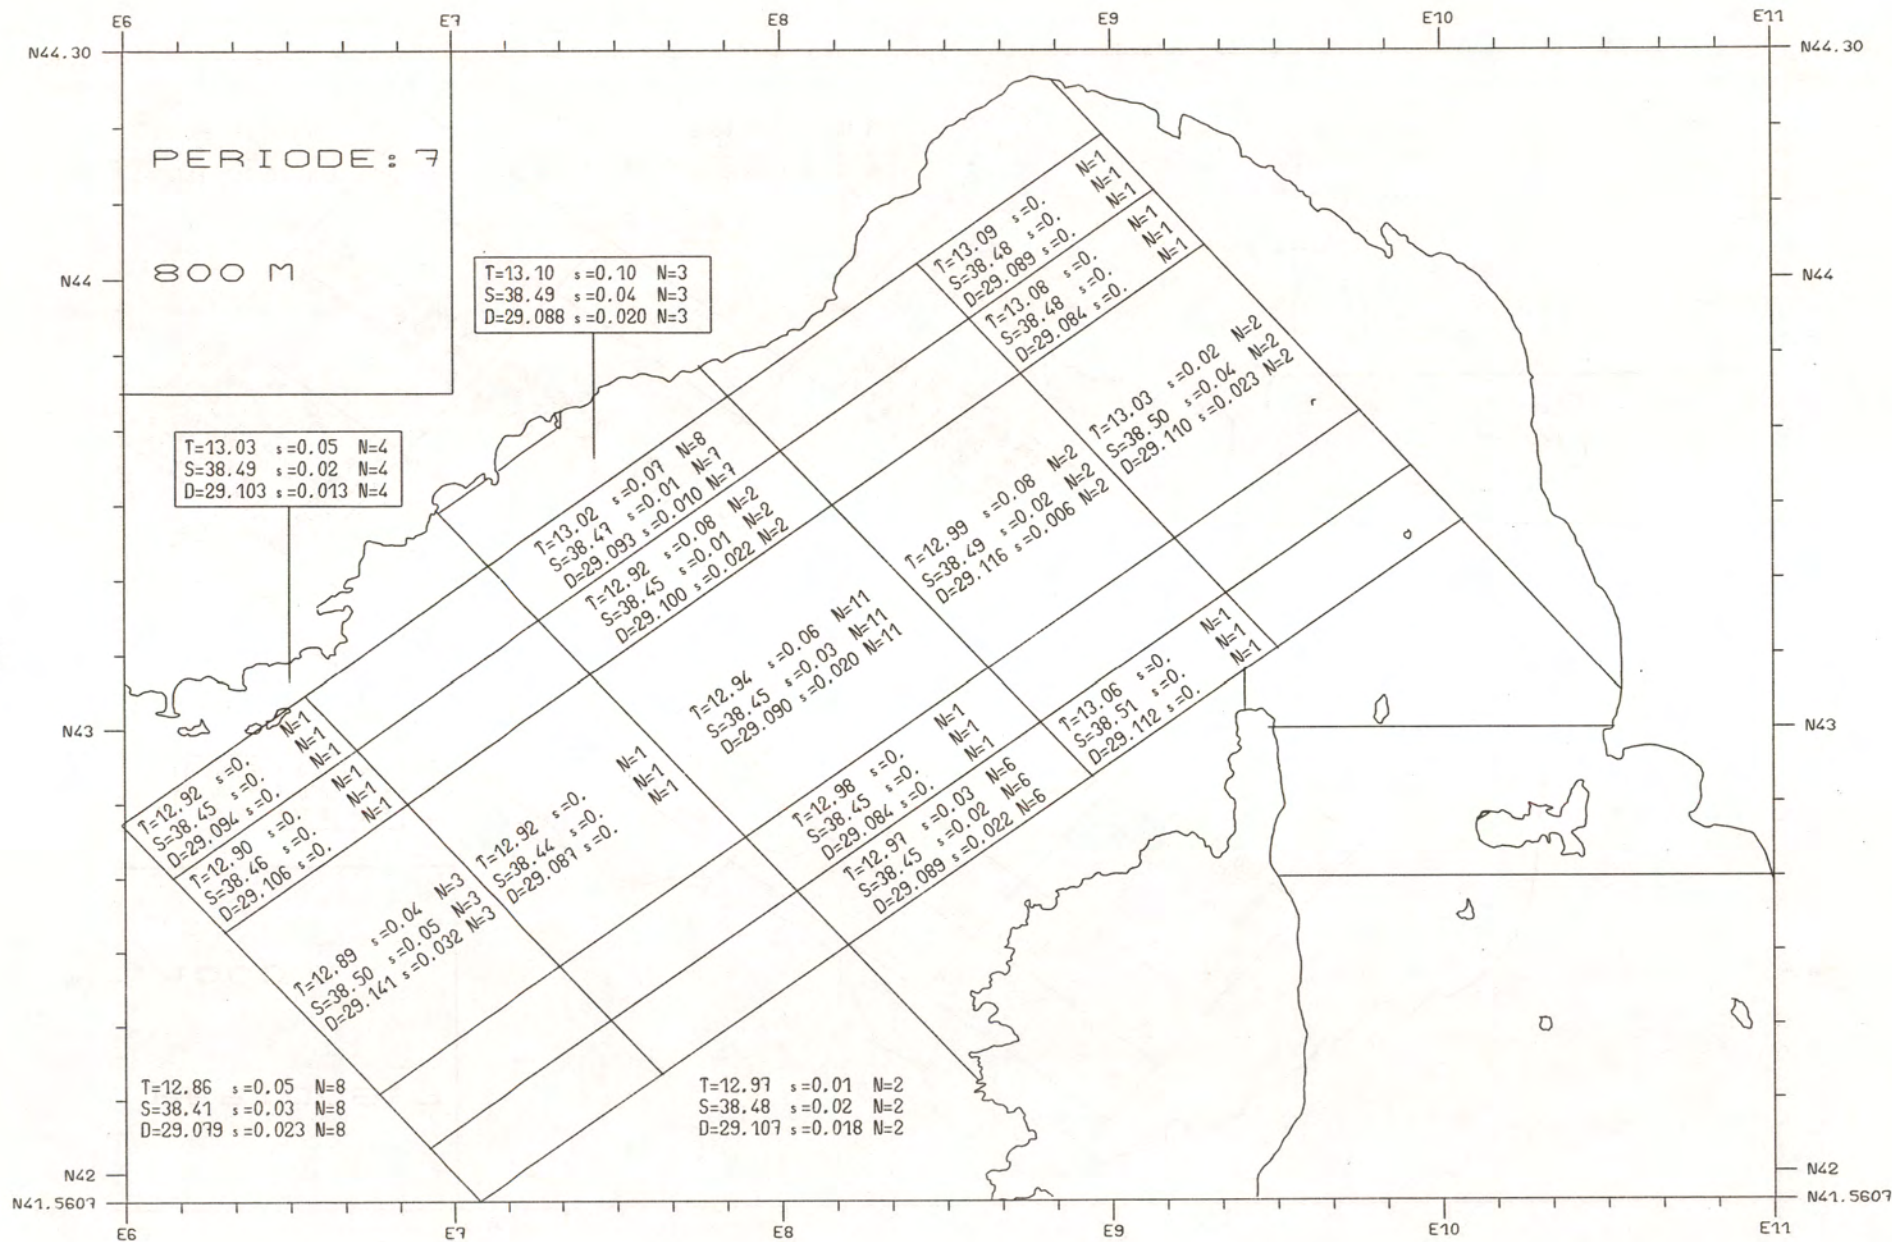 E6 E7 E8 E9 E10 E11
N44.30 N44.30
PERIODE: 7
800 M
N44 N44
T=13.10 s=0.10 N=3
S=38.49 s=0.04 N=3
D=29.088 s=0.020 N=3
T=13.03 s=0.05 N=4
S=38.49 s=0.02 N=4
D=29.103 s=0.013 N=4
T=13.09 s=0. N=1
S=38.48 s=0. N=1
D=29.089 s=0. N=1
T=13.08 s=0. N=1
S=38.48 s=0. N=1
D=29.084 s=0. N=1
T=13.03 s=0.02 N=2
S=38.50 s=0.04 N=2
D=29.110 s=0.023 N=2
T=13.02 s=0.07 N=8
S=38.47 s=0.01 N=7
D=29.093 s=0.010 N=7
T=12.92 s=0.08 N=2
S=38.45 s=0.01 N=2
D=29.100 s=0.022 N=2
T=12.99 s=0.08 N=2
S=38.49 s=0.02 N=2
D=29.116 s=0.006 N=2
T=12.94 s=0.06 N=11
S=38.45 s=0.03 N=11
D=29.090 s=0.020 N=11
T=13.06 s=0. N=1
S=38.51 s=0. N=1
D=29.112 s=0. N=1
N43 N43
T=12.92 s=0. N=1
S=38.45 s=0. N=1
D=29.094 s=0. N=1
T=12.90 s=0. N=1
S=38.46 s=0. N=1
D=29.106 s=0. N=1
T=12.92 s=0. N=1
S=38.44 s=0. N=1
D=29.087 s=0. N=1
T=12.98 s=0. N=1
S=38.45 s=0. N=1
D=29.084 s=0. N=1
T=12.97 s=0.03 N=6
S=38.45 s=0.02 N=6
D=29.089 s=0.022 N=6
T=12.89 s=0.04 N=3
S=38.50 s=0.05 N=3
D=29.141 s=0.032 N=3
T=12.86 s=0.05 N=8
S=38.41 s=0.03 N=8
D=29.079 s=0.023 N=8
T=12.97 s=0.01 N=2
S=38.48 s=0.02 N=2
D=29.107 s=0.018 N=2
N42 N42
N41.5607 N41.5607
E6 E7 E8 E9 E10 E11